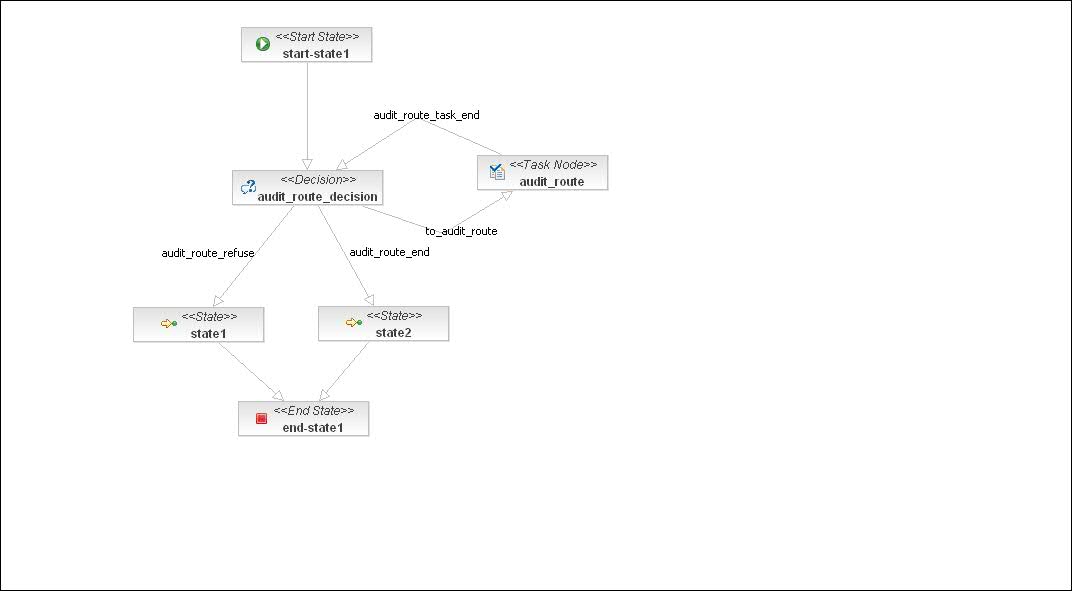 <<Start State>>
start-state1
audit_route_task_end
<<Task Node>>
audit_route
<<Decision>>
audit_route_decision
to_audit_route
audit_route_refuse
audit_route_end
<<State>>
state1
<<State>>
state2
<<End State>>
end-state1